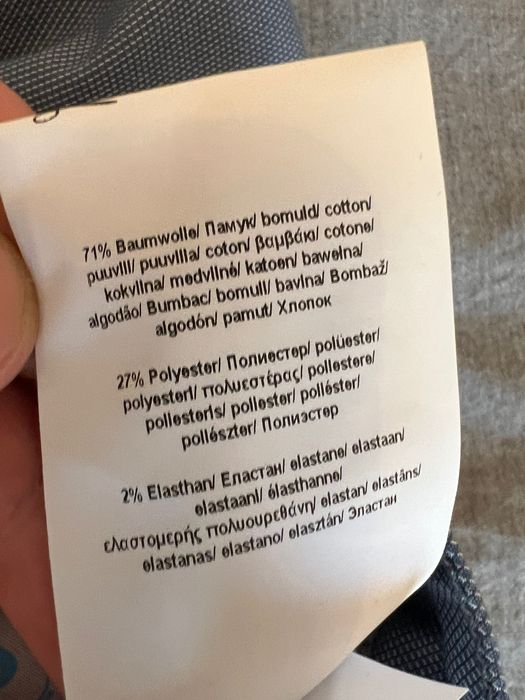 71% Baumwolle/ Памук/ bomuld/ cotton/
puuvill/ puuvilla/ coton/ βαμβάκι/ cotone/
kokvilna/ medvilnė/ katoen/ bawełna/
algodão/ Bumbac/ bomull/ bavlna/ Bombaž/
algodón/ pamut/ Хлопок
27% Polyester/ Полиестер/ polüester/
polyesteri/ πολυεστέρας/ poliestere/
poliesteris/ poliester/ poliéster/
poliészter/ Полиэстер
2% Elasthan/ Еластан/ elastane/ elastaan/
elastaani/ élasthanne/
ελαστομερής πολυουρεθάνη/ elastan/ elastāns/
elastanas/ elastano/ elasztán/ Эластан